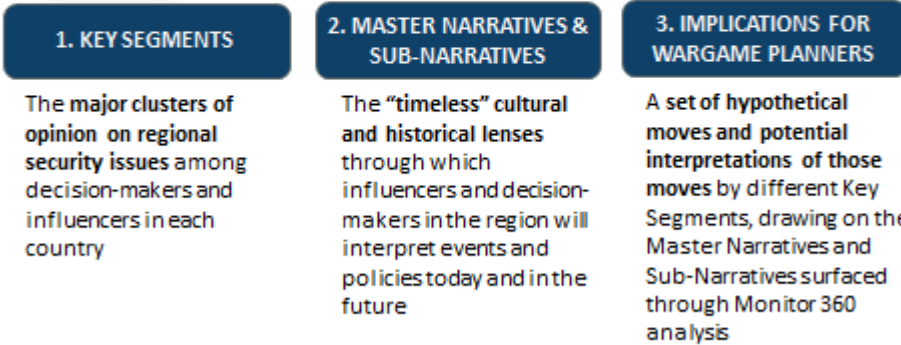 1. KEY SEGMENTS
The major clusters of
opinion on regional
security issues among
decision-makers and
influencers in each
country
2. MASTER NARRATIVES &
SUB-NARRATIVES
The “timeless” cultural
and historical lenses
through which
influencers and decision-
makers in the region will
interpret events and
policies today and in the
future
3. IMPLICATIONS FOR
WARGAME PLANNERS
A set of hypothetical
moves and potential
interpretations of those
moves by different Key
Segments, drawing on the
Master Narratives and
Sub-Narratives surfaced
through Monitor 360
analysis